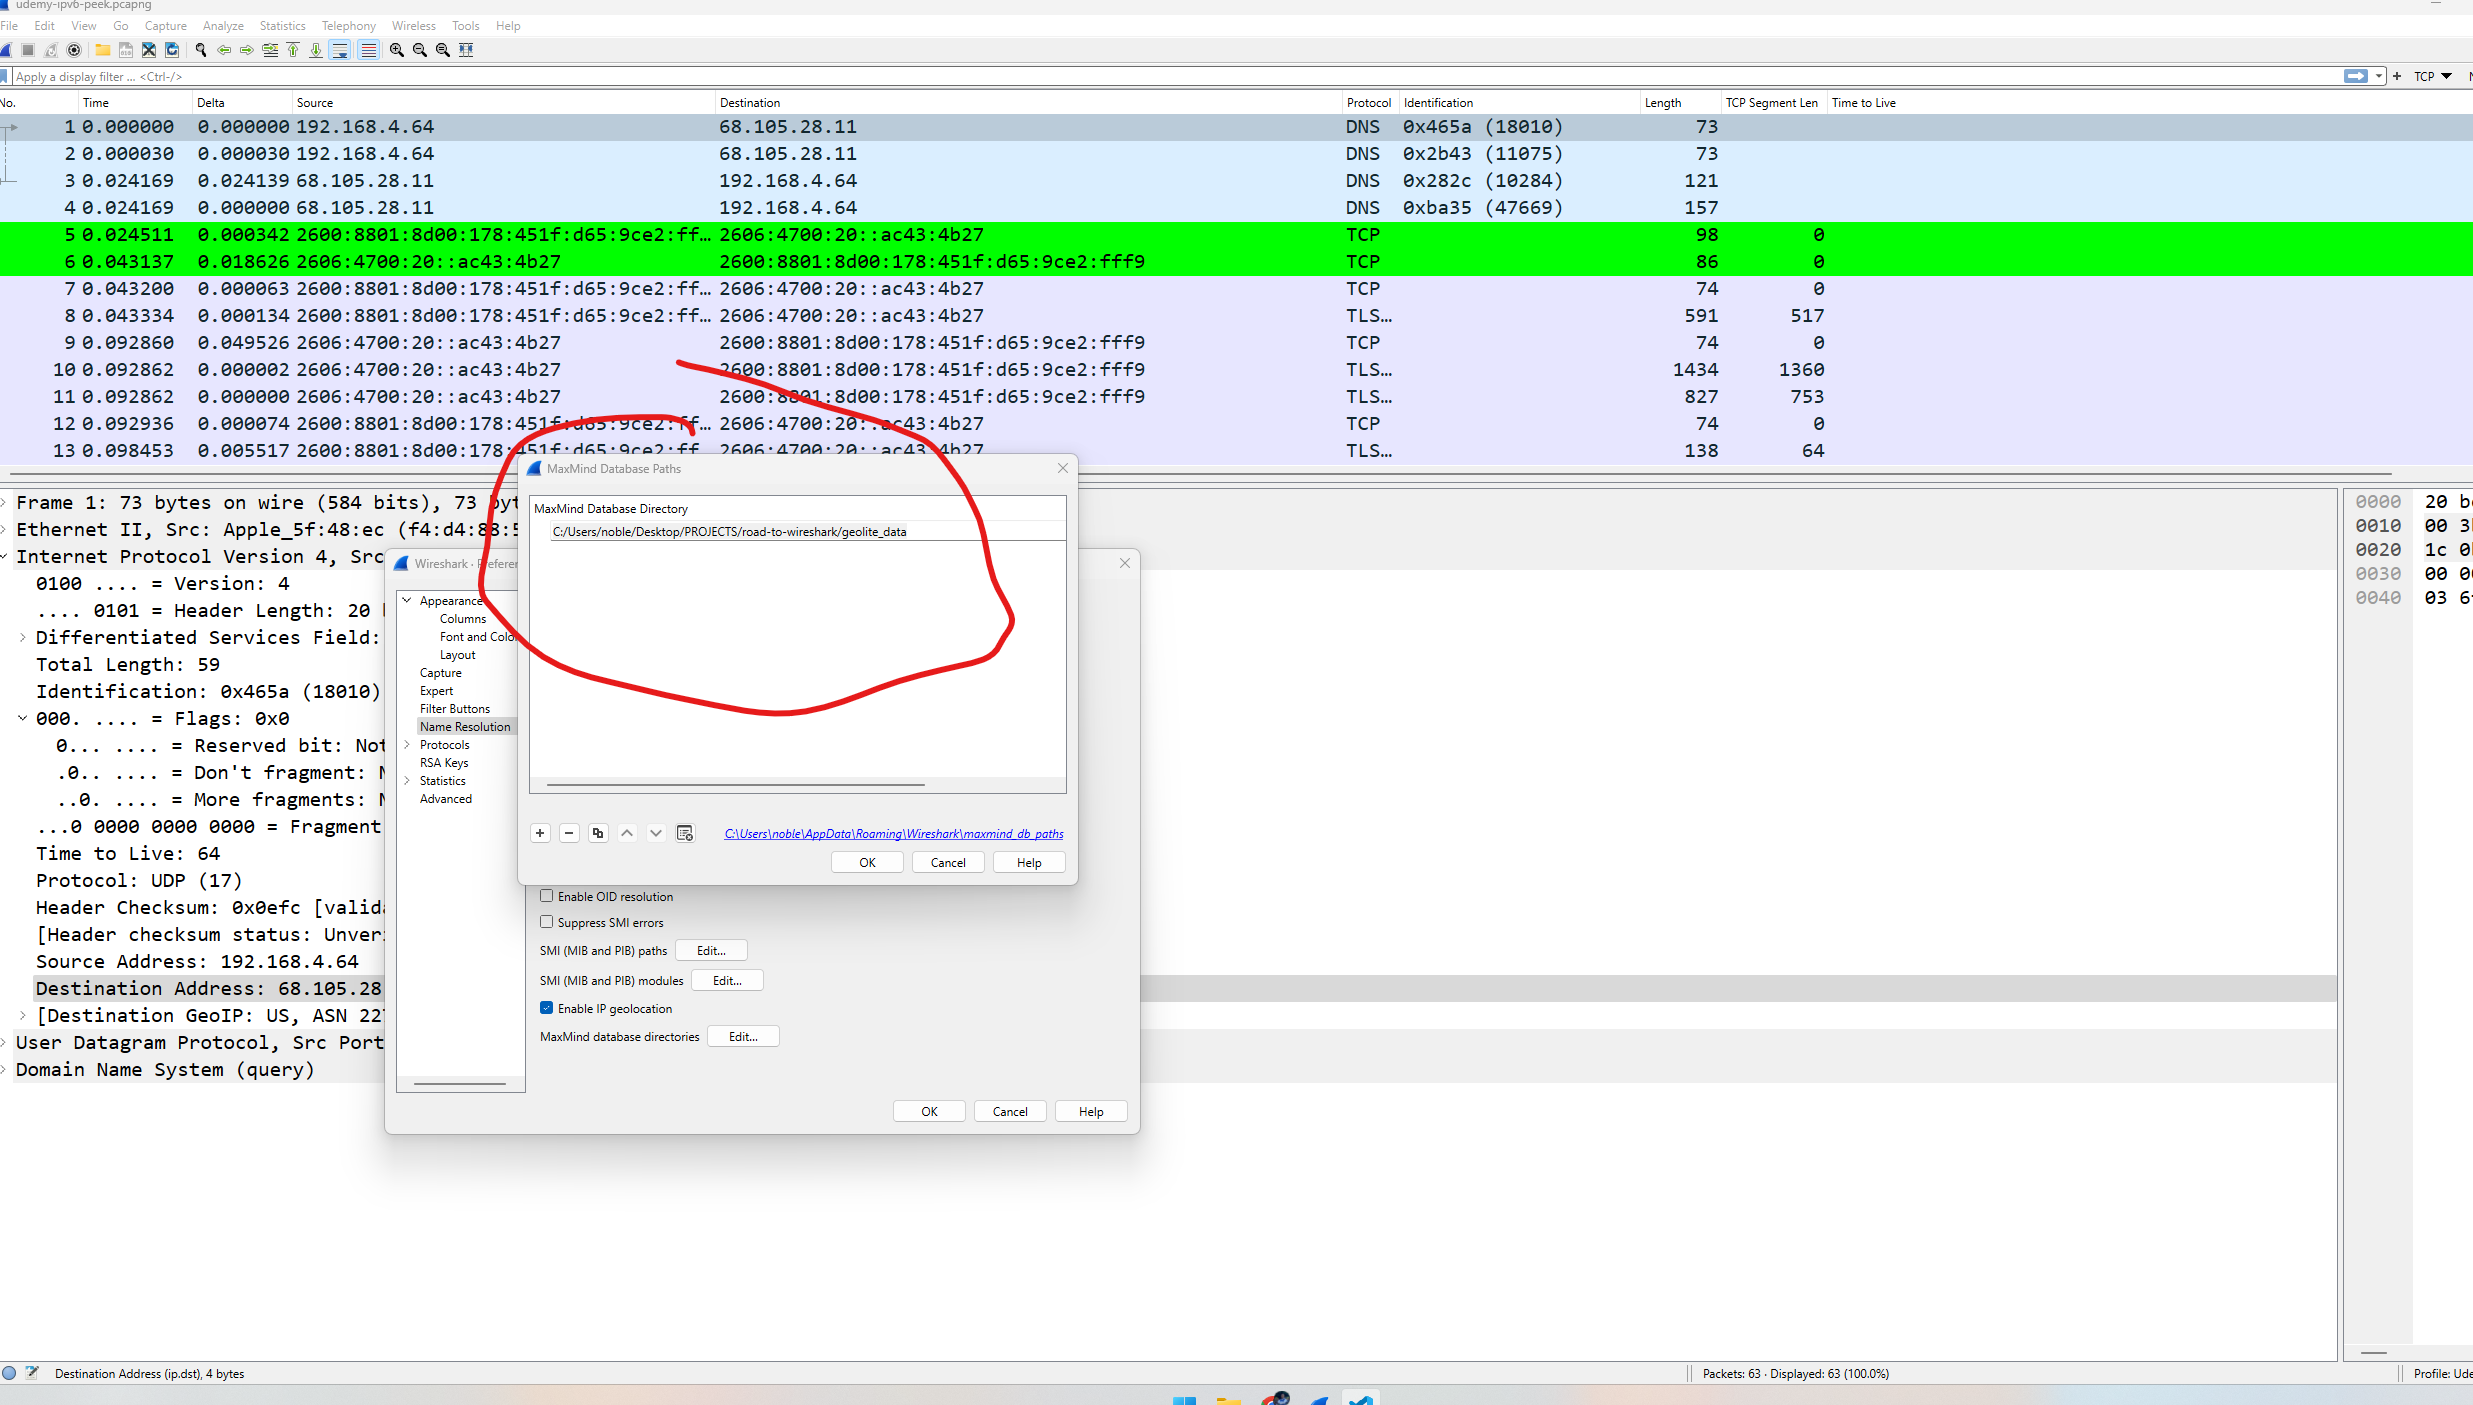 udemy-ipv6-peek.pcapng
File Edit View Go Capture Analyze Statistics Telephony Wireless Tools Help
Apply a display filter ... <Ctrl-/> + TCP
No. Time Delta Source Destination Protocol Identification Length TCP Segment Len Time to Live
1 0.000000 0.000000 192.168.4.64 68.105.28.11 DNS 0x465a (18010) 73
2 0.000030 0.000030 192.168.4.64 68.105.28.11 DNS 0x2b43 (11075) 73
3 0.024169 0.024139 68.105.28.11 192.168.4.64 DNS 0x282c (10284) 121
4 0.024169 0.000000 68.105.28.11 192.168.4.64 DNS 0xba35 (47669) 157
5 0.024511 0.000342 2600:8801:8d00:178:451f:d65:9ce2:ff… 2606:4700:20::ac43:4b27 TCP 98 0
6 0.043137 0.018626 2606:4700:20::ac43:4b27 2600:8801:8d00:178:451f:d65:9ce2:fff9 TCP 86 0
7 0.043200 0.000063 2600:8801:8d00:178:451f:d65:9ce2:ff… 2606:4700:20::ac43:4b27 TCP 74 0
8 0.043334 0.000134 2600:8801:8d00:178:451f:d65:9ce2:ff… 2606:4700:20::ac43:4b27 TLS… 591 517
9 0.092860 0.049526 2606:4700:20::ac43:4b27 2600:8801:8d00:178:451f:d65:9ce2:fff9 TCP 74 0
10 0.092862 0.000002 2606:4700:20::ac43:4b27 2600:8801:8d00:178:451f:d65:9ce2:fff9 TLS… 1434 1360
11 0.092862 0.000000 2606:4700:20::ac43:4b27 2600:8801:8d00:178:451f:d65:9ce2:fff9 TLS… 827 753
12 0.092936 0.000074 2600:8801:8d00:178:451f:d65:9ce2:ff… 2606:4700:20::ac43:4b27 TCP 74 0
13 0.098453 0.005517 2600:8801:8d00:178:451f:d65:9ce2:ff 2606:4700:20::ac43:4b27 TLS… 138 64
Frame 1: 73 bytes on wire (584 bits), 73 byt
Ethernet II, Src: Apple_5f:48:ec (f4:d4:88:5
Internet Protocol Version 4, Src
0100 .... = Version: 4
.... 0101 = Header Length: 20
Differentiated Services Field:
Total Length: 59
Identification: 0x465a (18010)
000. .... = Flags: 0x0
0... .... = Reserved bit: Not
.0.. .... = Don't fragment: N
..0. .... = More fragments: N
...0 0000 0000 0000 = Fragment
Time to Live: 64
Protocol: UDP (17)
Header Checksum: 0x0efc [valida
[Header checksum status: Unver
Source Address: 192.168.4.64
Destination Address: 68.105.28
[Destination GeoIP: US, ASN 227
User Datagram Protocol, Src Port
Domain Name System (query)
MaxMind Database Paths
MaxMind Database Directory
C:/Users/noble/Desktop/PROJECTS/road-to-wireshark/geolite_data
C:\Users\noble\AppData\Roaming\Wireshark\maxmind_db_paths
OK Cancel Help
Wireshark · Preferen
Appearance
Columns
Font and Color
Layout
Capture
Expert
Filter Buttons
Name Resolution
Protocols
RSA Keys
Statistics
Advanced
Enable OID resolution
Suppress SMI errors
SMI (MIB and PIB) paths Edit...
SMI (MIB and PIB) modules Edit...
Enable IP geolocation
MaxMind database directories Edit...
OK Cancel Help
0000 20
0010 00
0020 1c
0030 00
0040 03
Destination Address (ip.dst), 4 bytes
Packets: 63 · Displayed: 63 (100.0%)
Profile: Ude